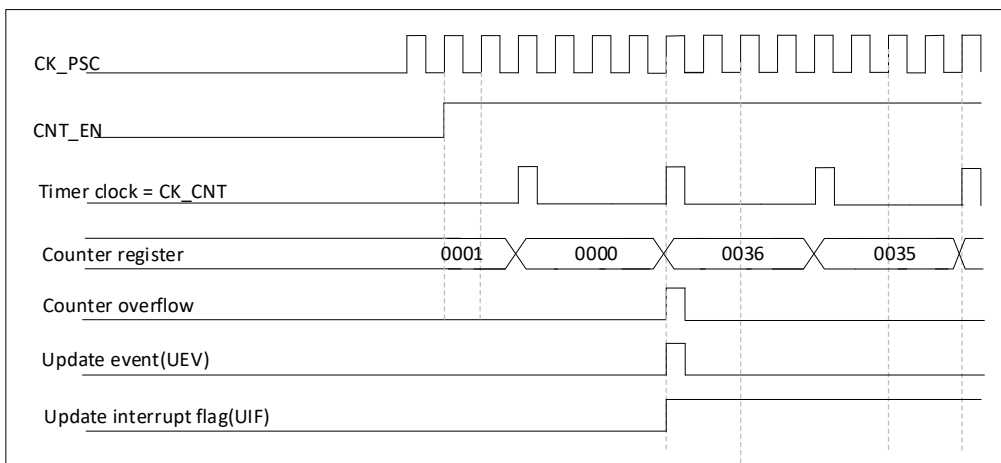 CK_PSC
CNT_EN
Timer clock = CK_CNT
Counter register 0001 0000 0036 0035
Counter overflow
Update event(UEV)
Update interrupt flag(UIF)